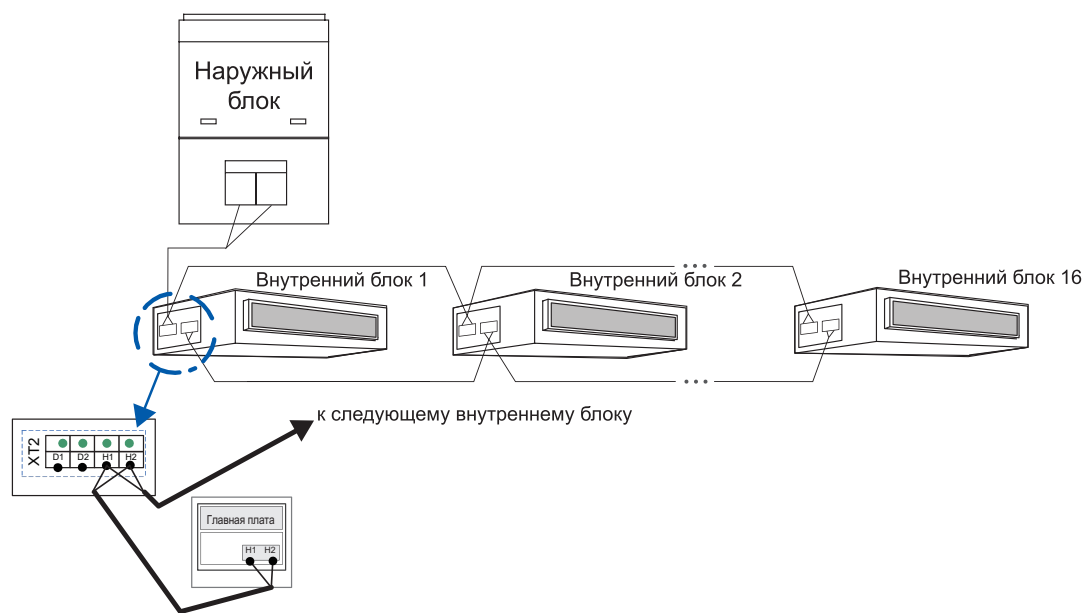 Наружный
блок
Внутренний блок 1
Внутренний блок 2
Внутренний блок 16
к следующему внутреннему блоку
XT2
D1 D2 H1 H2
Главная плата
H1 H2